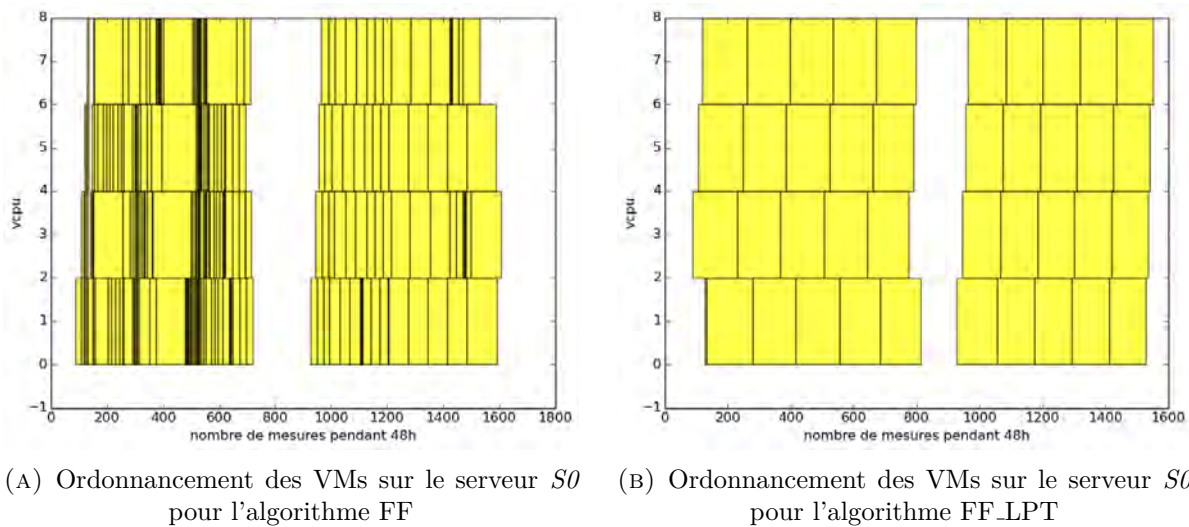 8
7
6
5
4
3
2
1
0
−1
vcpu
0 200 400 600 800 1000 1200 1400 1600 1800
nombre de mesures pendant 48h
8
7
6
5
4
3
2
1
0
−1
vcpu
0 200 400 600 800 1000 1200 1400 1600
nombre de mesures pendant 48h
(A) Ordonnancement des VMs sur le serveur S0
pour l'algorithme FF
(B) Ordonnancement des VMs sur le serveur S0
pour l'algorithme FF_LPT